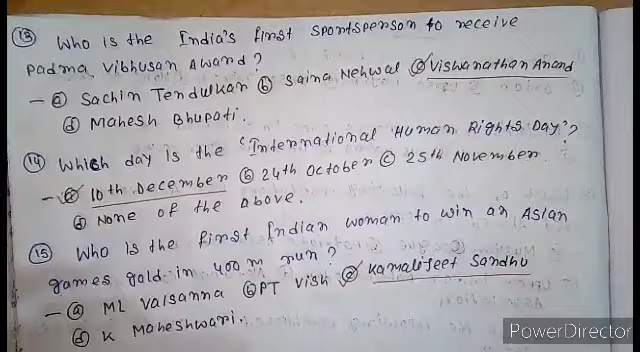 (13) Who is the India's first sportsperson to receive
Padma Vibhusan Award?
- (a) Sachin Tendulkar (b) Saina Nehwal (c) Viswanathan Anand
(d) Mahesh Bhupati.
(14) Which day is the 'International Human Rights Day'?
- (a) 10th December (b) 24th October (c) 25th November.
(d) None of the above.
(15) Who is the first Indian woman to win an Asian
games gold in 400 m run?
- (a) ML Valsanna (b) PT Vish (c) Kamaljeet Sandhu
(d) K Maheshwari.
PowerDirector